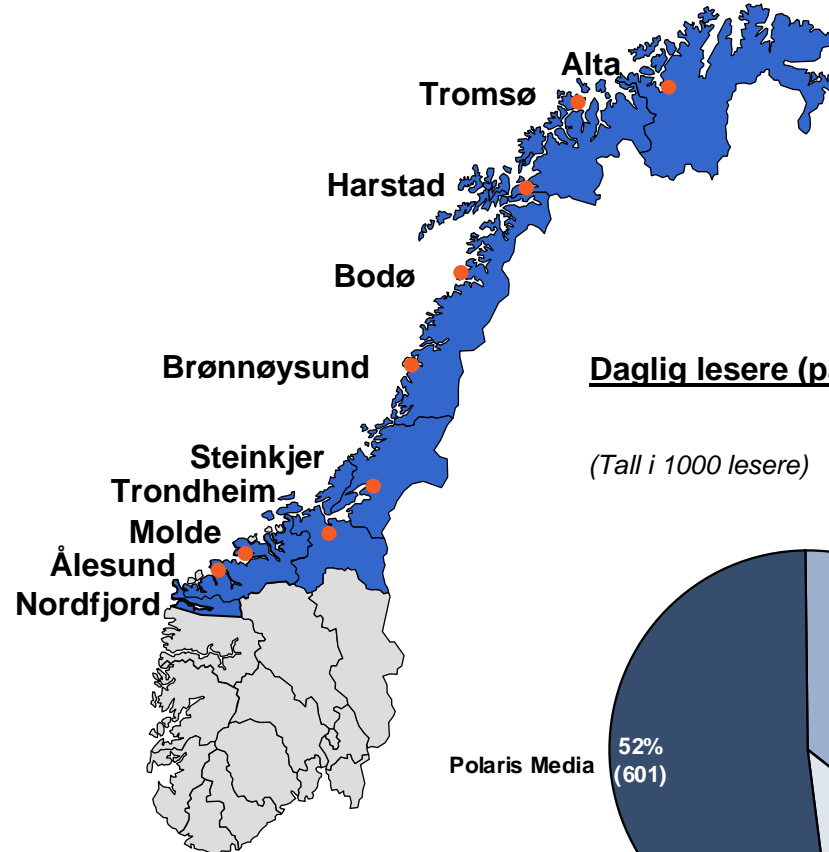 Alta
Tromsø
Harstad
Bodø
Brønnøysund
Steinkjer
Trondheim
Molde
Ålesund
Nordfjord
Daglig lesere
(Tall i 1000 lesere)
Polaris Media
52%
(601)